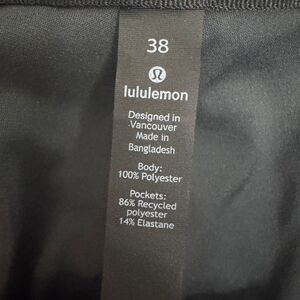 38
lululemon
Designed in
Vancouver
Made in
Bangladesh
Body:
100% Polyester
Pockets:
86% Recycled
polyester
14% Elastane